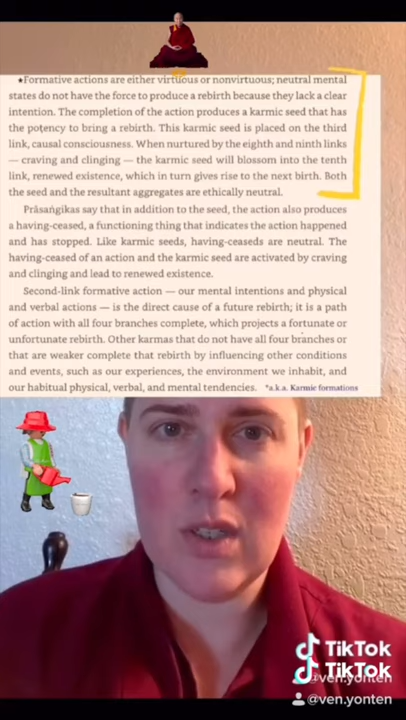 *Formative actions are either virtuous or nonvirtuous; neutral mental
states do not have the force to produce a rebirth because they lack a clear
intention. The completion of the action produces a karmic seed that has
the potency to bring a rebirth. This karmic seed is placed on the third
link, causal consciousness. When nurtured by the eighth and ninth links
— craving and clinging — the karmic seed will blossom into the tenth
link, renewed existence, which in turn gives rise to the next birth. Both
the seed and the resultant aggregates are ethically neutral.
Prāsaṅgikas say that in addition to the seed, the action also produces
a having-ceased, a functioning thing that indicates the action happened
and has stopped. Like karmic seeds, having-ceaseds are neutral. The
having-ceased of an action and the karmic seed are activated by craving
and clinging and lead to renewed existence.
Second-link formative action — our mental intentions and physical
and verbal actions — is the direct cause of a future rebirth; it is a path
of action with all four branches complete, which projects a fortunate or
unfortunate rebirth. Other karmas that do not have all four branches or
that are weaker complete that rebirth by influencing other conditions
and events, such as our experiences, the environment we inhabit, and
our habitual physical, verbal, and mental tendencies. *a.k.a. Karmic formations
TikTok
TikTok
@ven.yonten
@ven.yonten